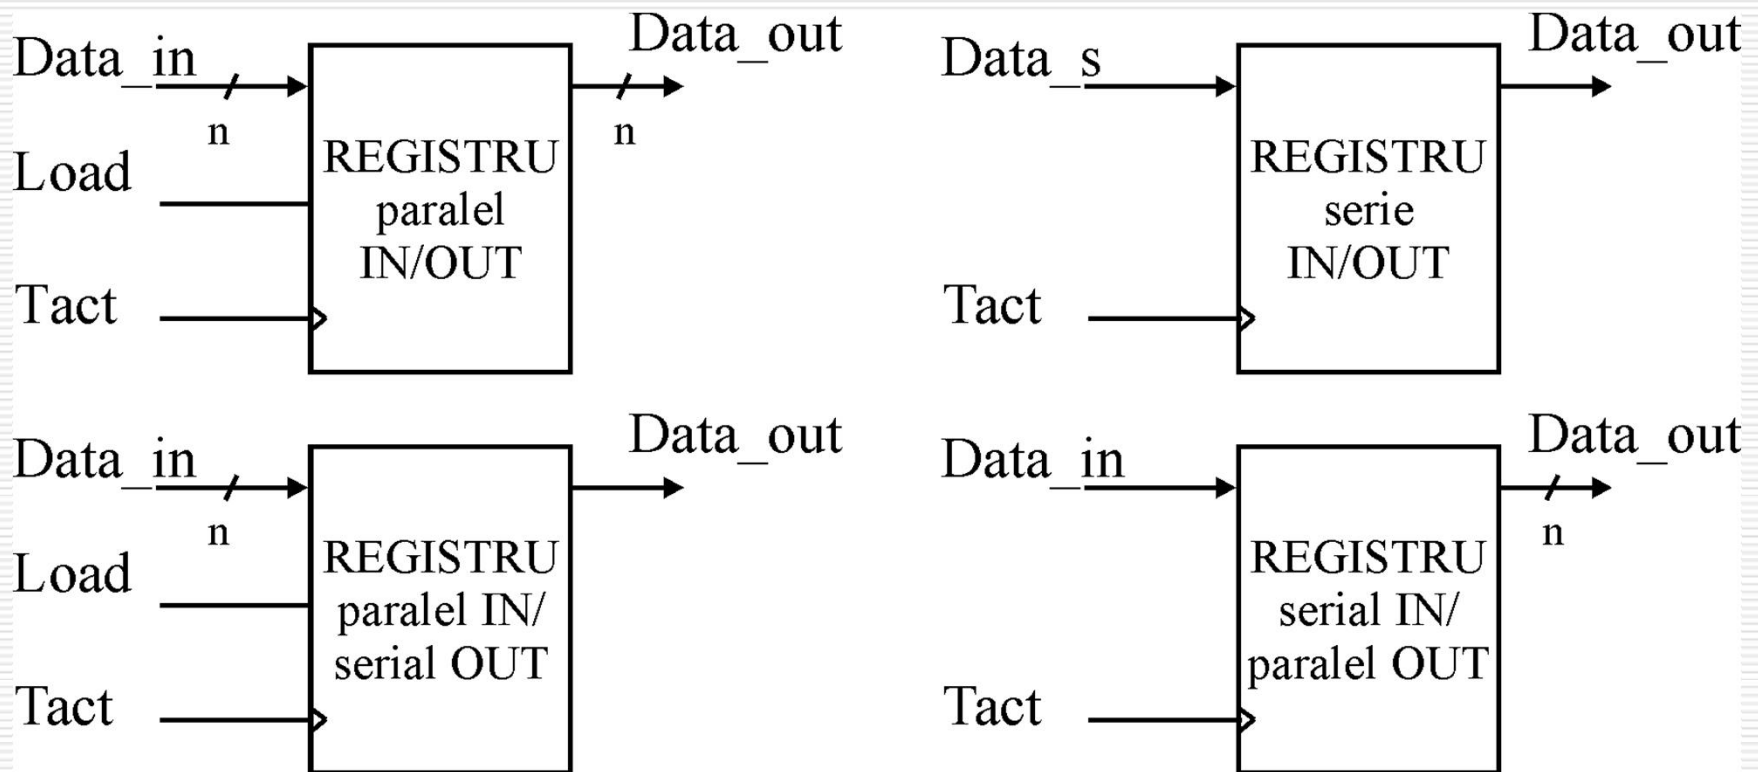 Data_in
n
Load
Tact
REGISTRU
paralel
IN/OUT
Data_out
n
Data_s
Tact
REGISTRU
serie
IN/OUT
Data_out
Data_in
n
Load
Tact
REGISTRU
paralel IN/
serial OUT
Data_out
Data_in
Tact
REGISTRU
serial IN/
paralel OUT
Data_out
n